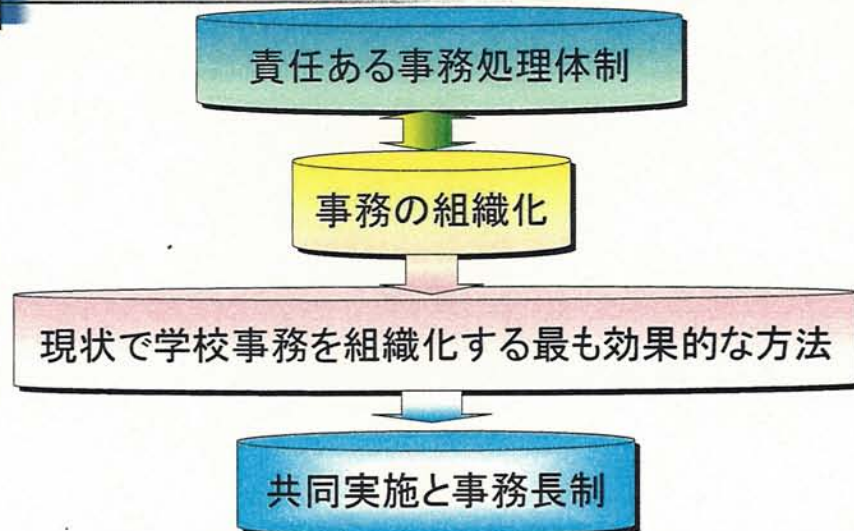 責任ある事務処理体制
事務の組織化
現状で学校事務を組織化する最も効果的な方法
共同実施と事務長制